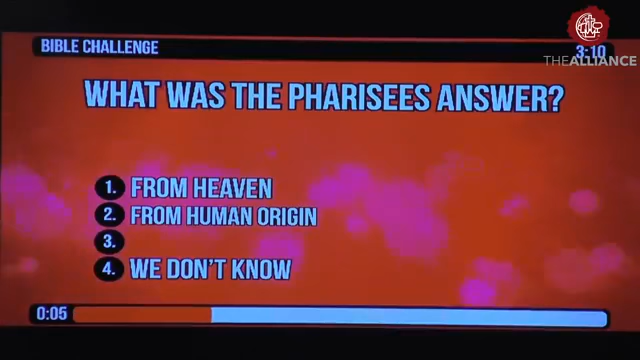 BIBLE CHALLENGE
3:10
THEALLIANCE
WHAT WAS THE PHARISEES ANSWER?
1. FROM HEAVEN
2. FROM HUMAN ORIGIN
3.
4. WE DON'T KNOW
0:05